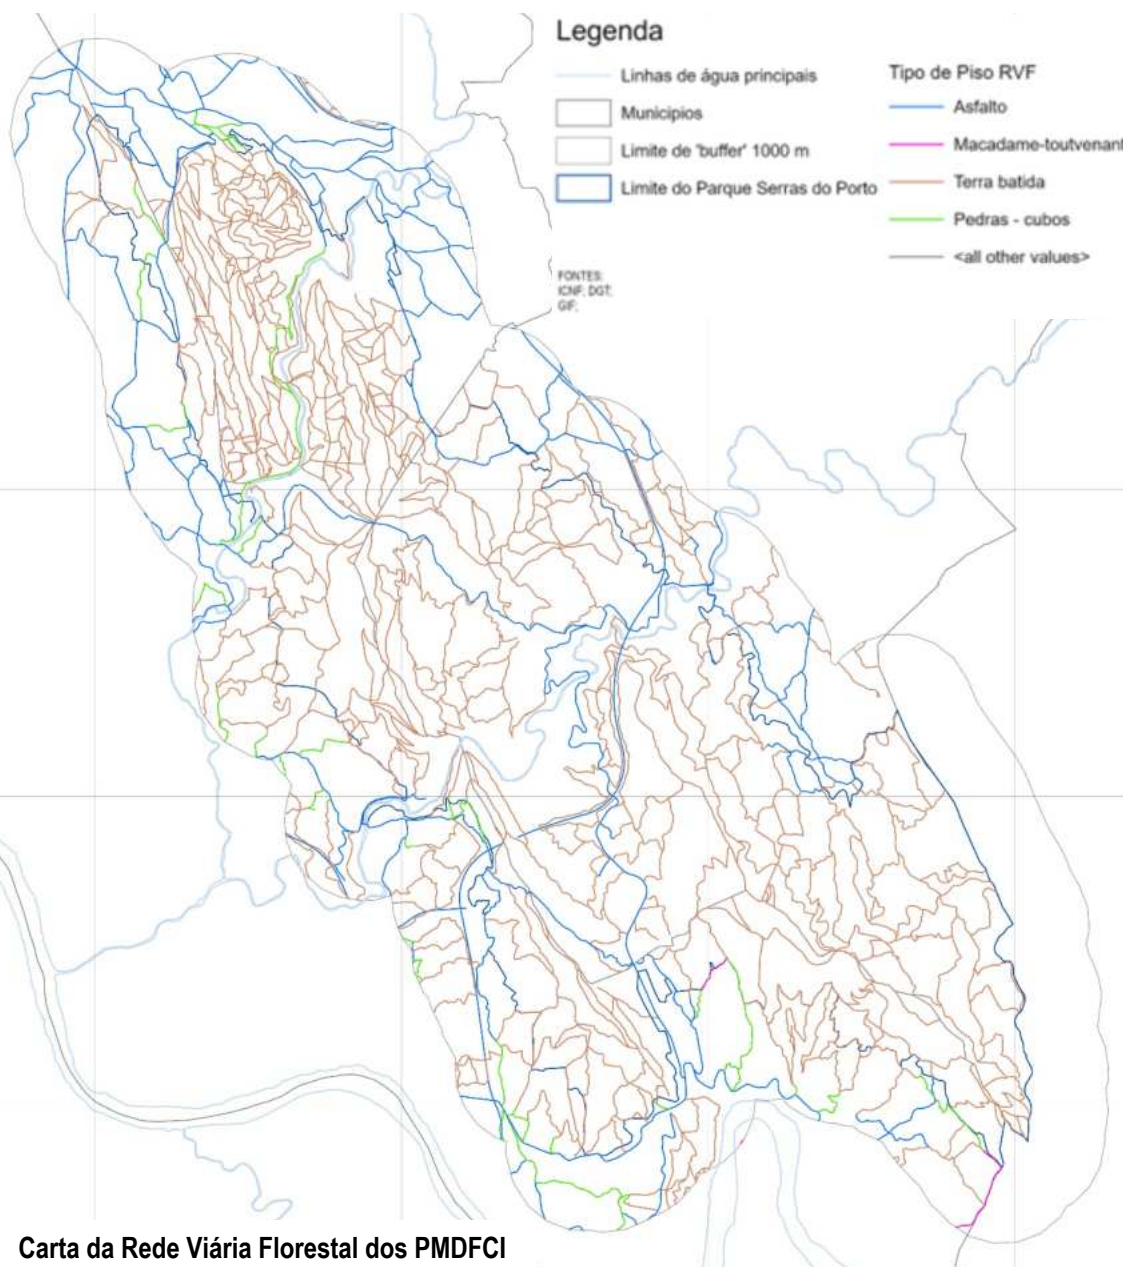 Legenda
Linhas de água principais
Municipios
Limite de 'buffer' 1000 m
Limite do Parque Serras do Porto
Tipo de Piso RVF
Asfalto
Macadame-toutvenant
Terra batida
Pedras - cubos
<all other values>
FONTES:
ICNF; DGT;
GIF;
Carta da Rede Viária Florestal dos PMDFCI